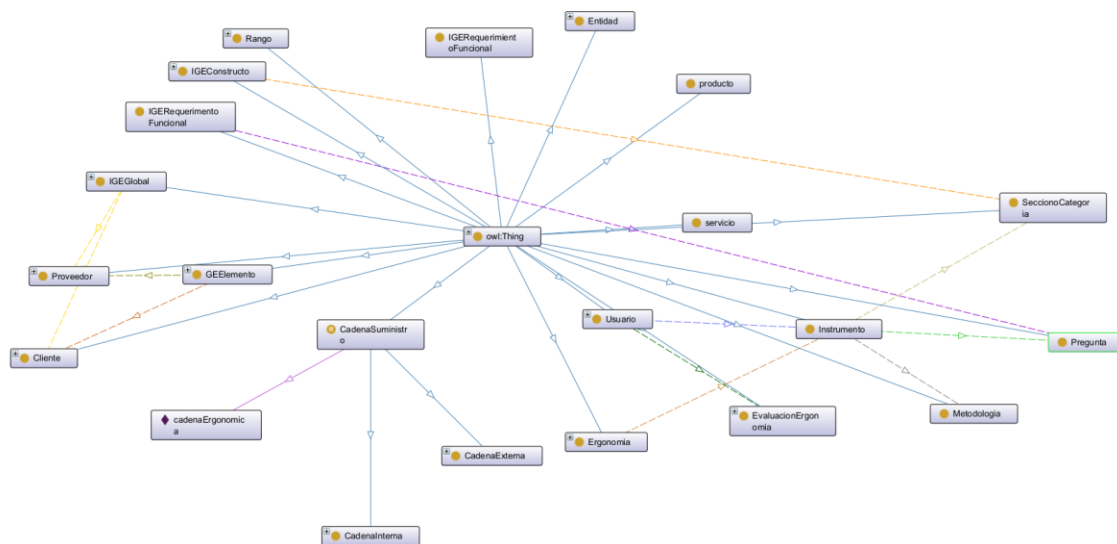 Entidad
Rango
IGERequerimient
oFuncional
IGEConstructo
producto
IGERequerimento
Funcional
IGEGlobal
SeccionoCategor
ia
servicio
owl:Thing
Proveedor
GEElemento
Usuario
CadenaSuministr
o
Instrumento
Pregunta
Cliente
cadenaErgonomic
a
EvaluacionErgon
omia
Metodologia
Ergonomia
CadenaExterna
CadenaInterna